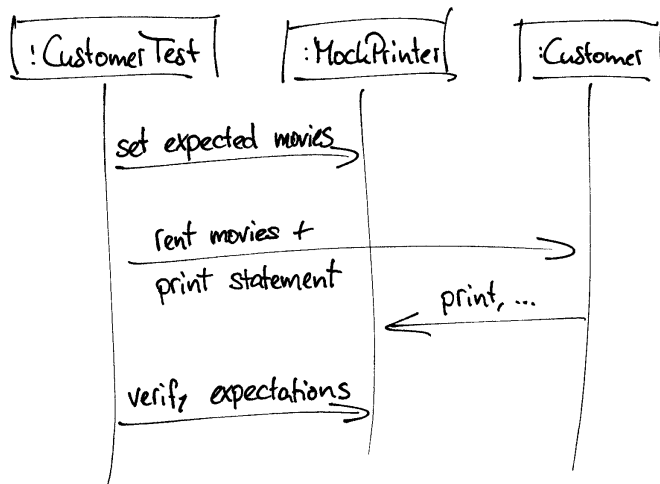 :CustomerTest
:MockPrinter
:Customer
set expected movies
rent movies +
print statement
print, ...
verify expectations